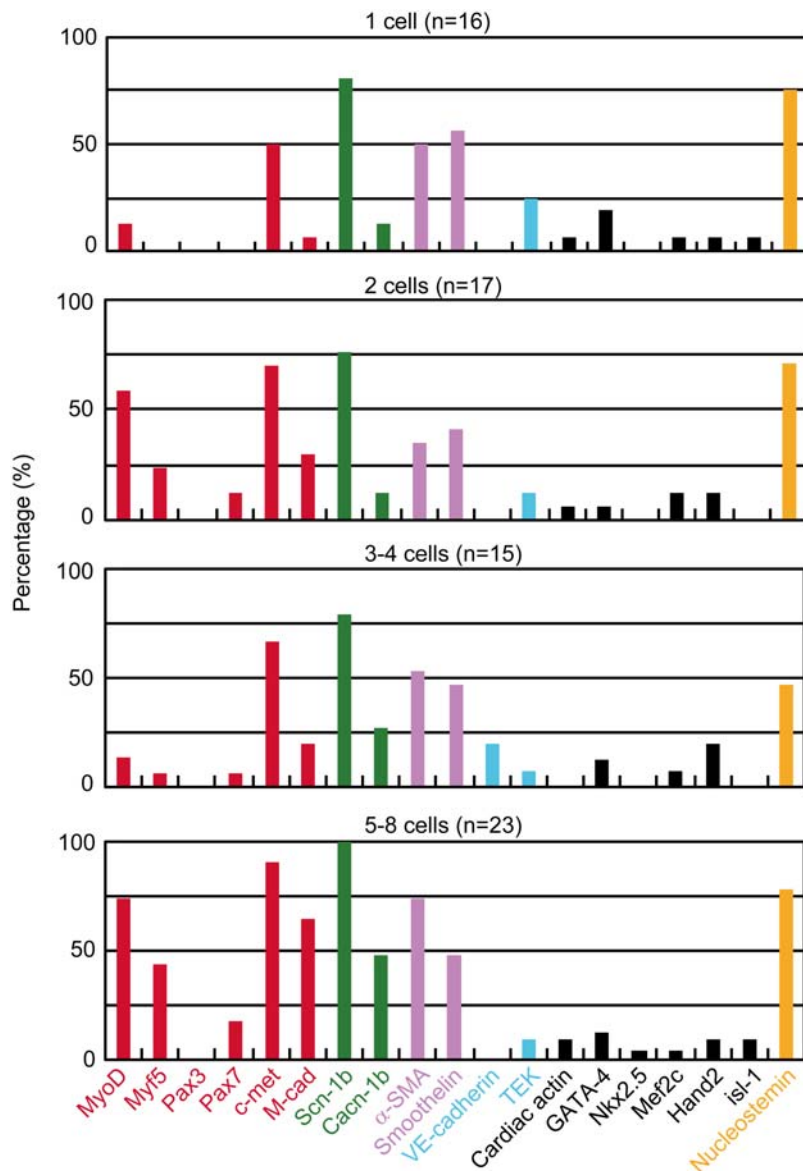 1 cell (n=16)
100
50
0
2 cells (n=17)
100
50
0
Percentage (%)
3-4 cells (n=15)
100
50
0
5-8 cells (n=23)
100
50
0
MyoD
Myf5
Pax3
Pax7
c-met
M-cad
Scn-1b
Cacn-1b
α-SMA
Smoothelin
VE-cadherin
TEK
Cardiac actin
GATA-4
Nkx2.5
Mef2c
Hand2
isl-1
Nucleostemin